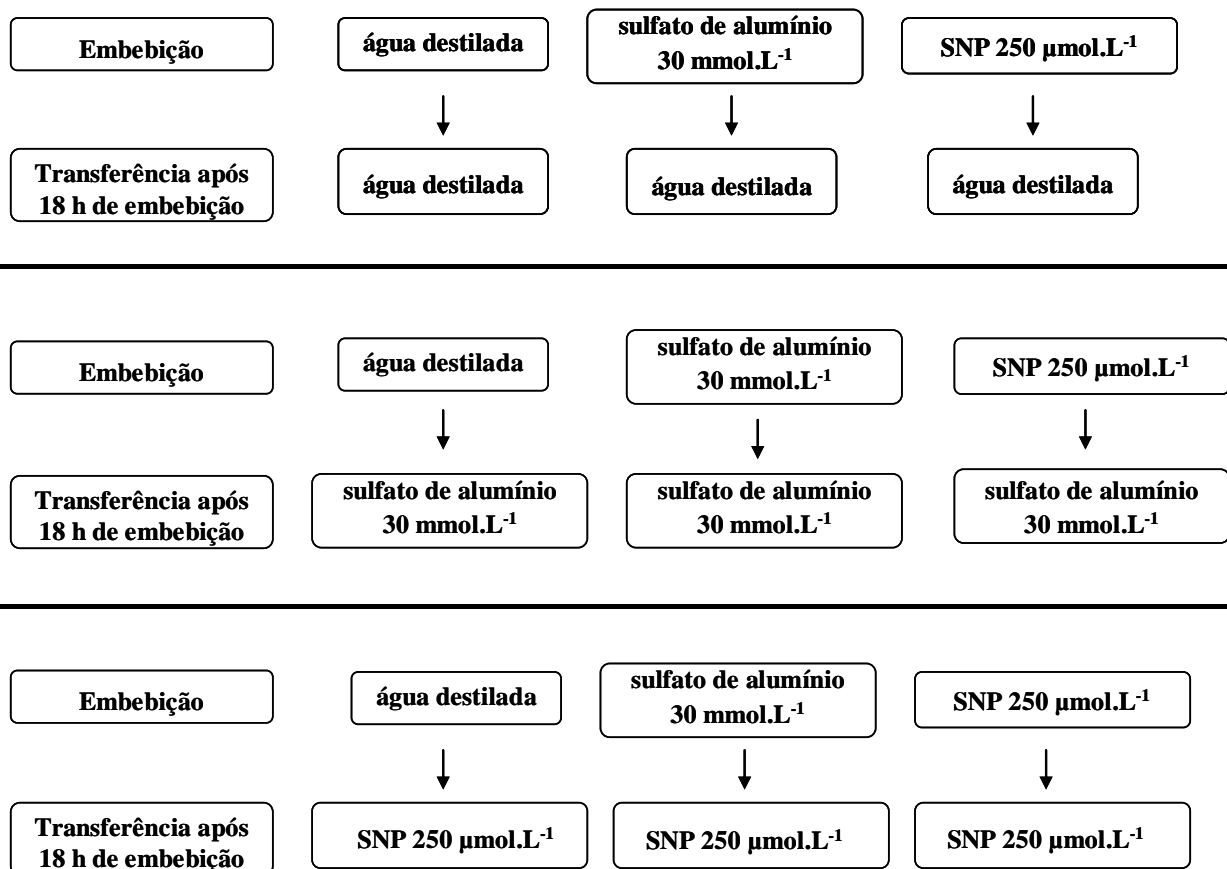 Embebição
água destilada
sulfato de alumínio
30 mmol.L⁻¹
SNP 250 µmol.L⁻¹
Transferência após
18 h de embebição
água destilada
água destilada
água destilada
Embebição
água destilada
sulfato de alumínio
30 mmol.L⁻¹
SNP 250 µmol.L⁻¹
Transferência após
18 h de embebição
sulfato de alumínio
30 mmol.L⁻¹
sulfato de alumínio
30 mmol.L⁻¹
sulfato de alumínio
30 mmol.L⁻¹
Embebição
água destilada
sulfato de alumínio
30 mmol.L⁻¹
SNP 250 µmol.L⁻¹
Transferência após
18 h de embebição
SNP 250 µmol.L⁻¹
SNP 250 µmol.L⁻¹
SNP 250 µmol.L⁻¹